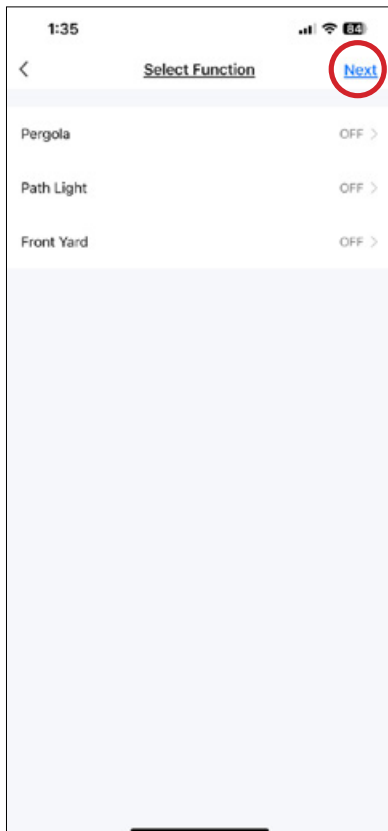 1:35 84
Select Function Next
Pergola OFF
Path Light OFF
Front Yard OFF